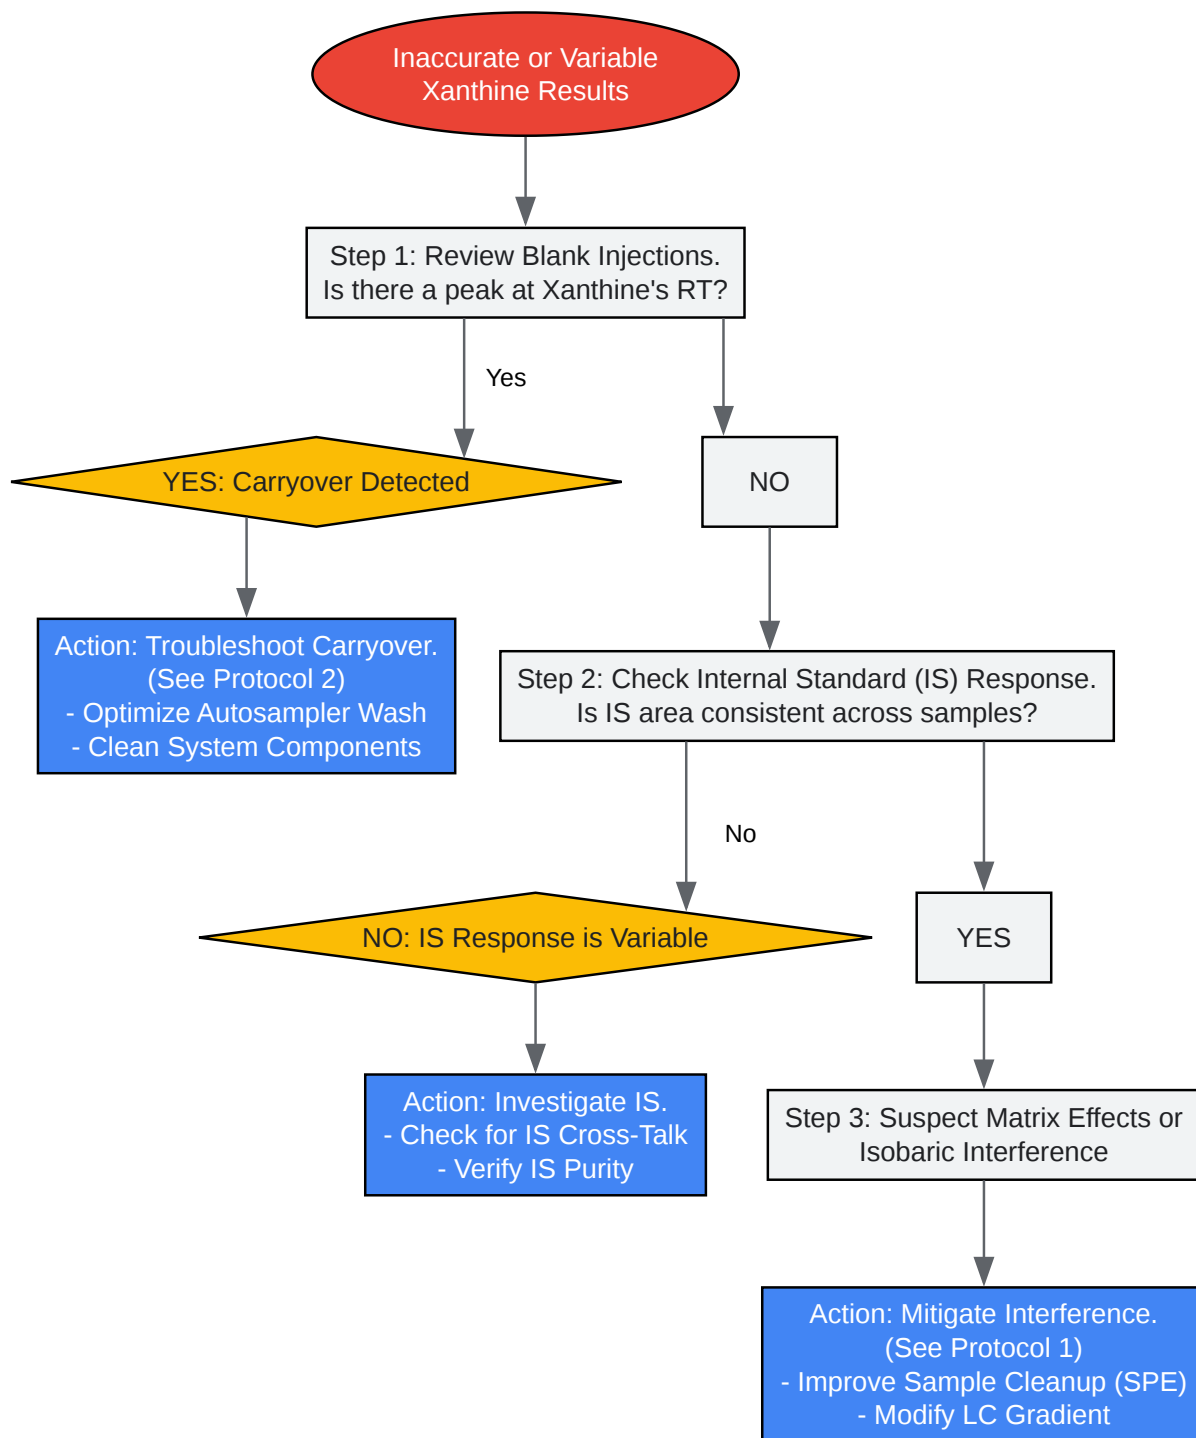 Inaccurate or Variable
Xanthine Results
Step 1: Review Blank Injections.
Is there a peak at Xanthine's RT?
Yes
YES: Carryover Detected
NO
Action: Troubleshoot Carryover.
(See Protocol 2)
- Optimize Autosampler Wash
- Clean System Components
Step 2: Check Internal Standard (IS) Response.
Is IS area consistent across samples?
No
NO: IS Response is Variable
YES
Action: Investigate IS.
- Check for IS Cross-Talk
- Verify IS Purity
Step 3: Suspect Matrix Effects or
Isobaric Interference
Action: Mitigate Interference.
(See Protocol 1)
- Improve Sample Cleanup (SPE)
- Modify LC Gradient